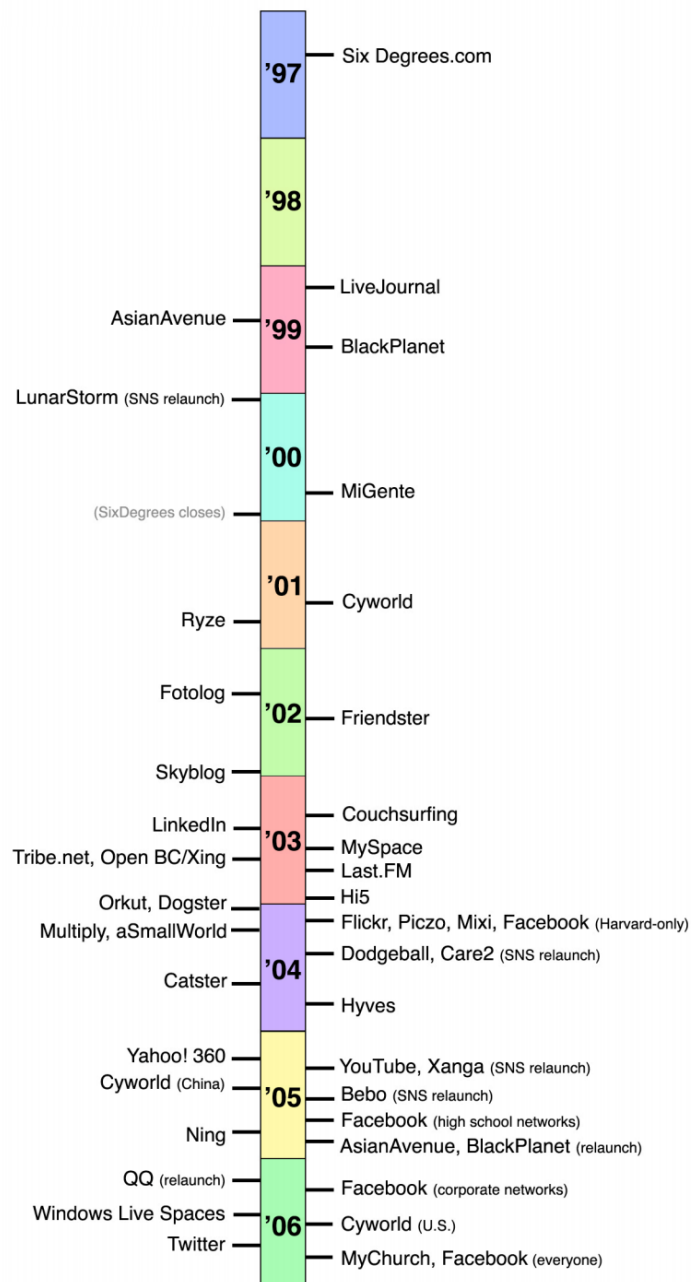 Six Degrees.com
’97
’98
LiveJournal
AsianAvenue
’99
BlackPlanet
LunarStorm (SNS relaunch)
’00
MiGente
(SixDegrees closes)
’01
Cyworld
Ryze
Fotolog
’02
Friendster
Skyblog
Couchsurfing
LinkedIn
’03
MySpace
Tribe.net, Open BC/Xing
Last.FM
Hi5
Orkut, Dogster
Flickr, Piczo, Mixi, Facebook (Harvard-only)
Multiply, aSmallWorld
Dodgeball, Care2 (SNS relaunch)
’04
Catster
Hyves
Yahoo! 360
YouTube, Xanga (SNS relaunch)
Cyworld (China)
Bebo (SNS relaunch)
’05
Facebook (high school networks)
Ning
AsianAvenue, BlackPlanet (relaunch)
QQ (relaunch)
Facebook (corporate networks)
Windows Live Spaces
Cyworld (U.S.)
’06
Twitter
MyChurch, Facebook (everyone)